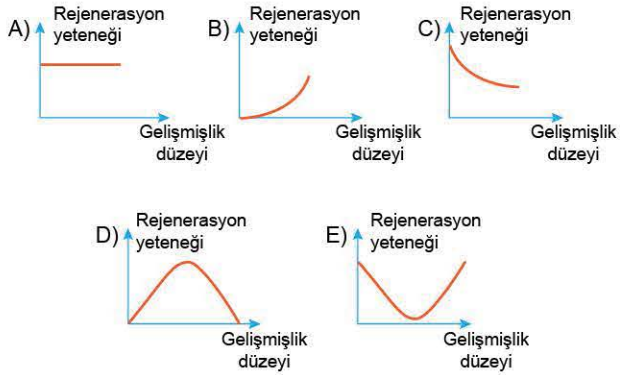 A) Rejenerasyon
yeteneği
Gelişmişlik
düzeyi
B) Rejenerasyon
yeteneği
Gelişmişlik
düzeyi
C) Rejenerasyon
yeteneği
Gelişmişlik
düzeyi
D) Rejenerasyon
yeteneği
Gelişmişlik
düzeyi
E) Rejenerasyon
yeteneği
Gelişmişlik
düzeyi